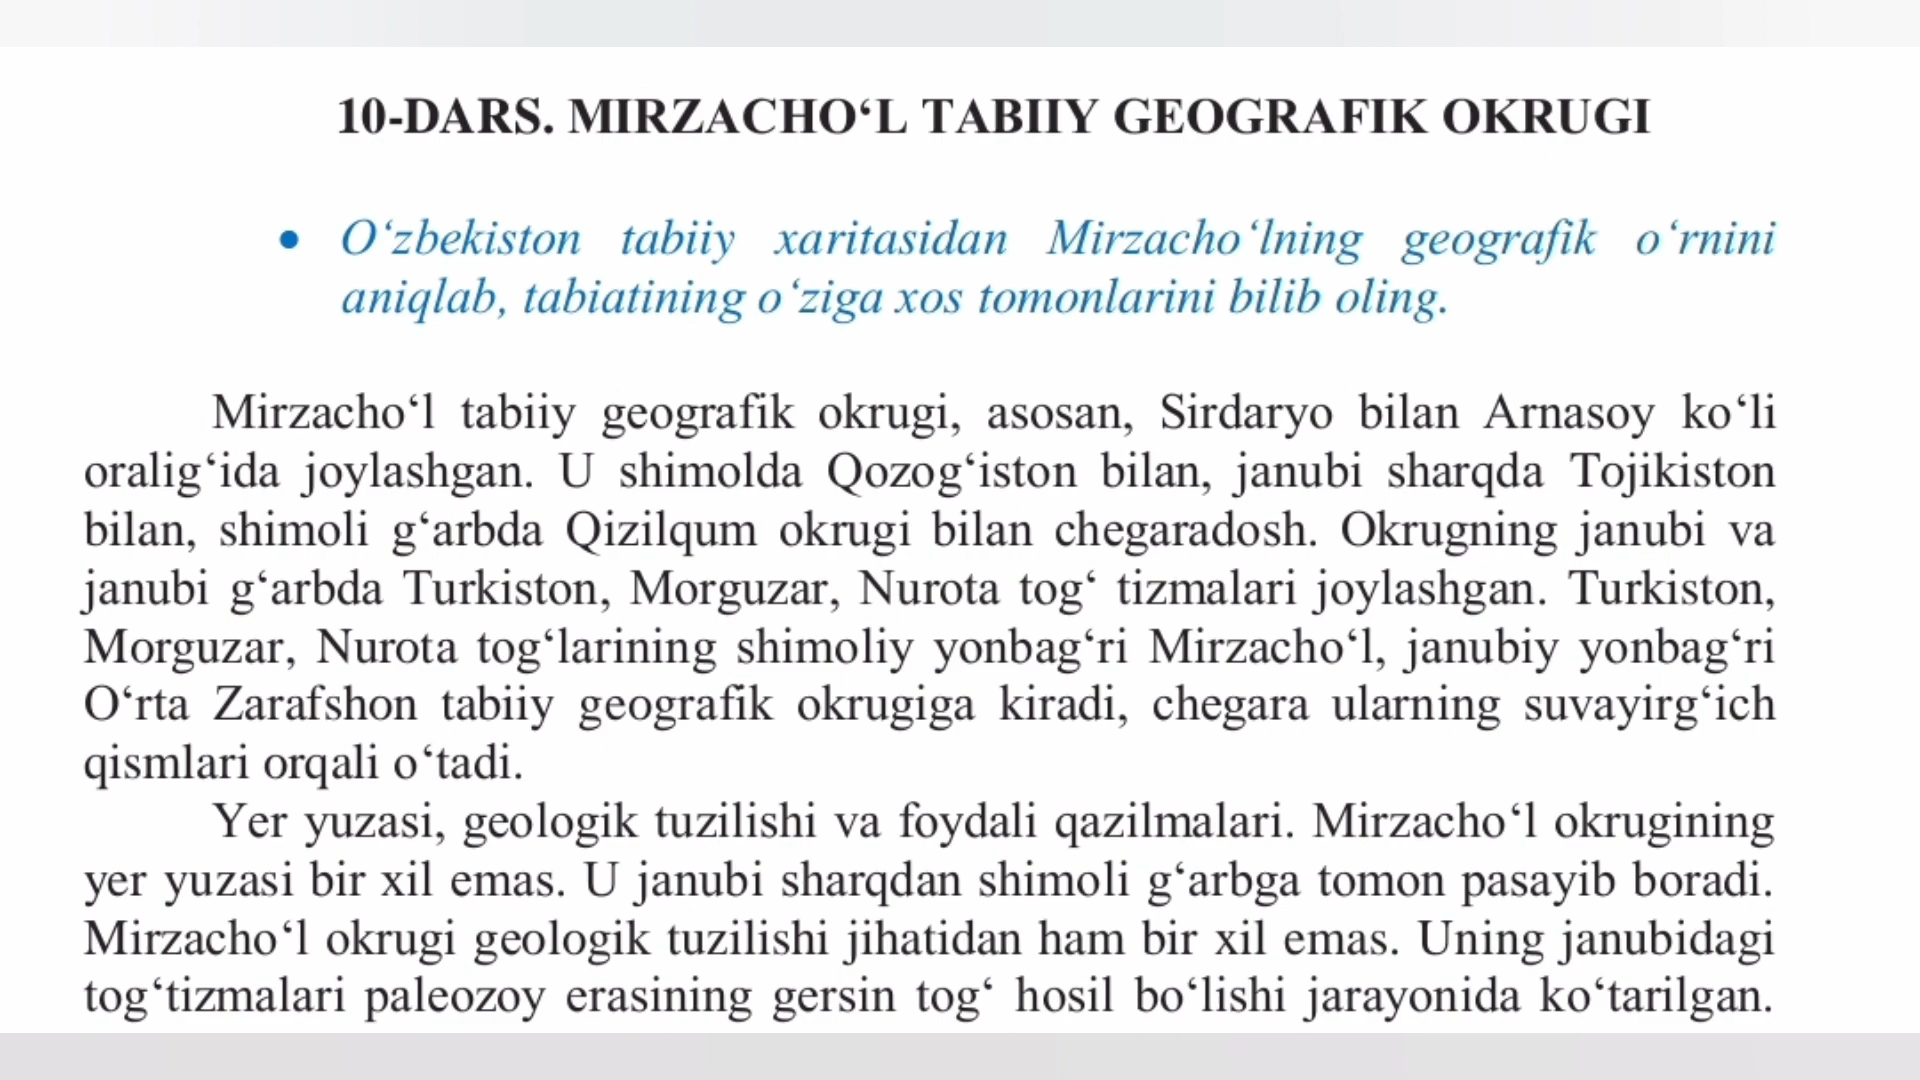 10-DARS. MIRZACHO‘L TABIIY GEOGRAFIK OKRUGI
• O‘zbekiston tabiiy xaritasidan Mirzacho‘lning geografik o‘rnini
aniqlab, tabiatining o‘ziga xos tomonlarini bilib oling.
Mirzacho‘l tabiiy geografik okrugi, asosan, Sirdaryo bilan Arnasoy ko‘li
oralig‘ida joylashgan. U shimolda Qozog‘iston bilan, janubi sharqda Tojikiston
bilan, shimoli g‘arbda Qizilqum okrugi bilan chegaradosh. Okrugning janubi va
janubi g‘arbda Turkiston, Morguzar, Nurota tog‘ tizmalari joylashgan. Turkiston,
Morguzar, Nurota tog‘larining shimoliy yonbag‘ri Mirzacho‘l, janubiy yonbag‘ri
O‘rta Zarafshon tabiiy geografik okrugiga kiradi, chegara ularning suvayirg‘ich
qismlari orqali o‘tadi.
Yer yuzasi, geologik tuzilishi va foydali qazilmalari. Mirzacho‘l okrugining
yer yuzasi bir xil emas. U janubi sharqdan shimoli g‘arbga tomon pasayib boradi.
Mirzacho‘l okrugi geologik tuzilishi jihatidan ham bir xil emas. Uning janubidagi
tog‘tizmalari paleozoy erasining gersin tog‘ hosil bo‘lishi jarayonida ko‘tarilgan.